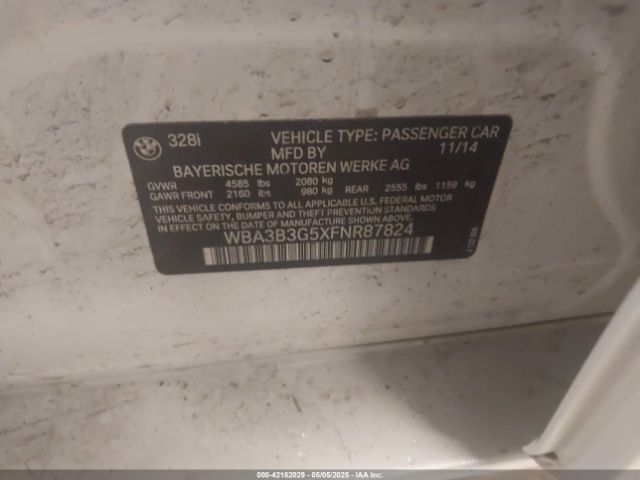 328i VEHICLE TYPE: PASSENGER CAR
MFD BY 11/14
BAYERISCHE MOTOREN WERKE AG
GVWR 4585 lbs 2080 kg
GAWR FRONT 2160 lbs 980 kg REAR 2555 lbs 1159 kg
THIS VEHICLE CONFORMS TO ALL APPLICABLE U.S. FEDERAL MOTOR
VEHICLE SAFETY, BUMPER AND THEFT PREVENTION STANDARDS
IN EFFECT ON THE DATE OF MANUFACTURE SHOWN ABOVE.
WBA3B3G5XFNR87824
000-42182029 - 05/05/2025 - IAA Inc.